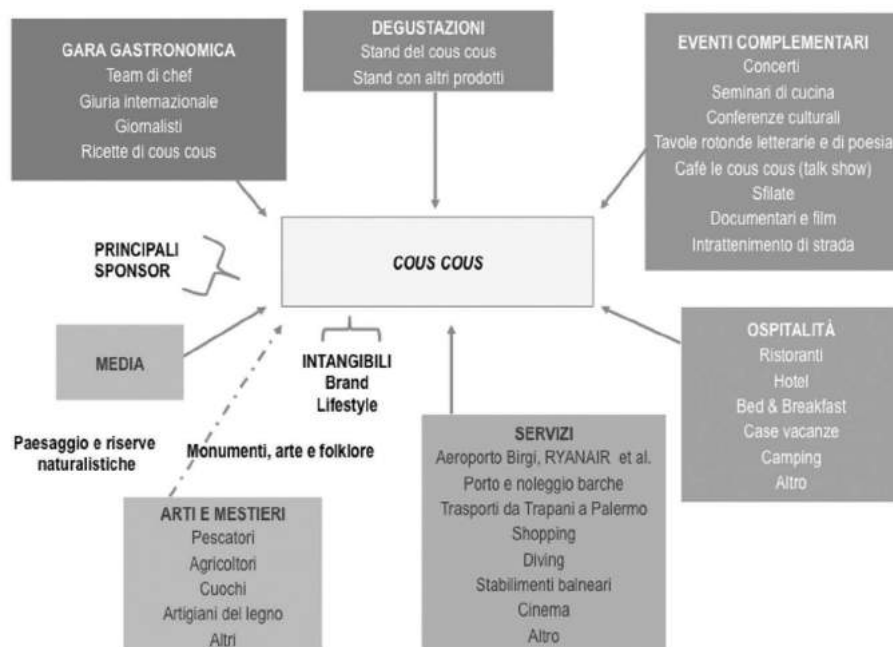 GARA GASTRONOMICA
Team di chef
Giuria internazionale
Giornalisti
Ricette di cous cous
DEGUSTAZIONI
Stand del cous cous
Stand con altri prodotti
EVENTI COMPLEMENTARI
Concerti
Seminari di cucina
Conferenze culturali
Tavole rotonde letterarie e di poesia
Cafè le cous cous (talk show)
Sfilate
Documentari e film
Intrattenimento di strada
PRINCIPALI
SPONSOR
COUS COUS
MEDIA
INTANGIBILI
Brand
Lifestyle
OSPITALITÀ
Ristoranti
Hotel
Bed & Breakfast
Case vacanze
Camping
Altro
Paesaggio e riserve
naturalistiche
Monumenti, arte e folklore
SERVIZI
Aeroporto Birgi, RYANAIR et al.
Porto e noleggio barche
Trasporti da Trapani a Palermo
Shopping
Diving
Stabilimenti balneari
Cinema
Altro
ARTI E MESTIERI
Pescatori
Agricoltori
Cuochi
Artigiani del legno
Altri